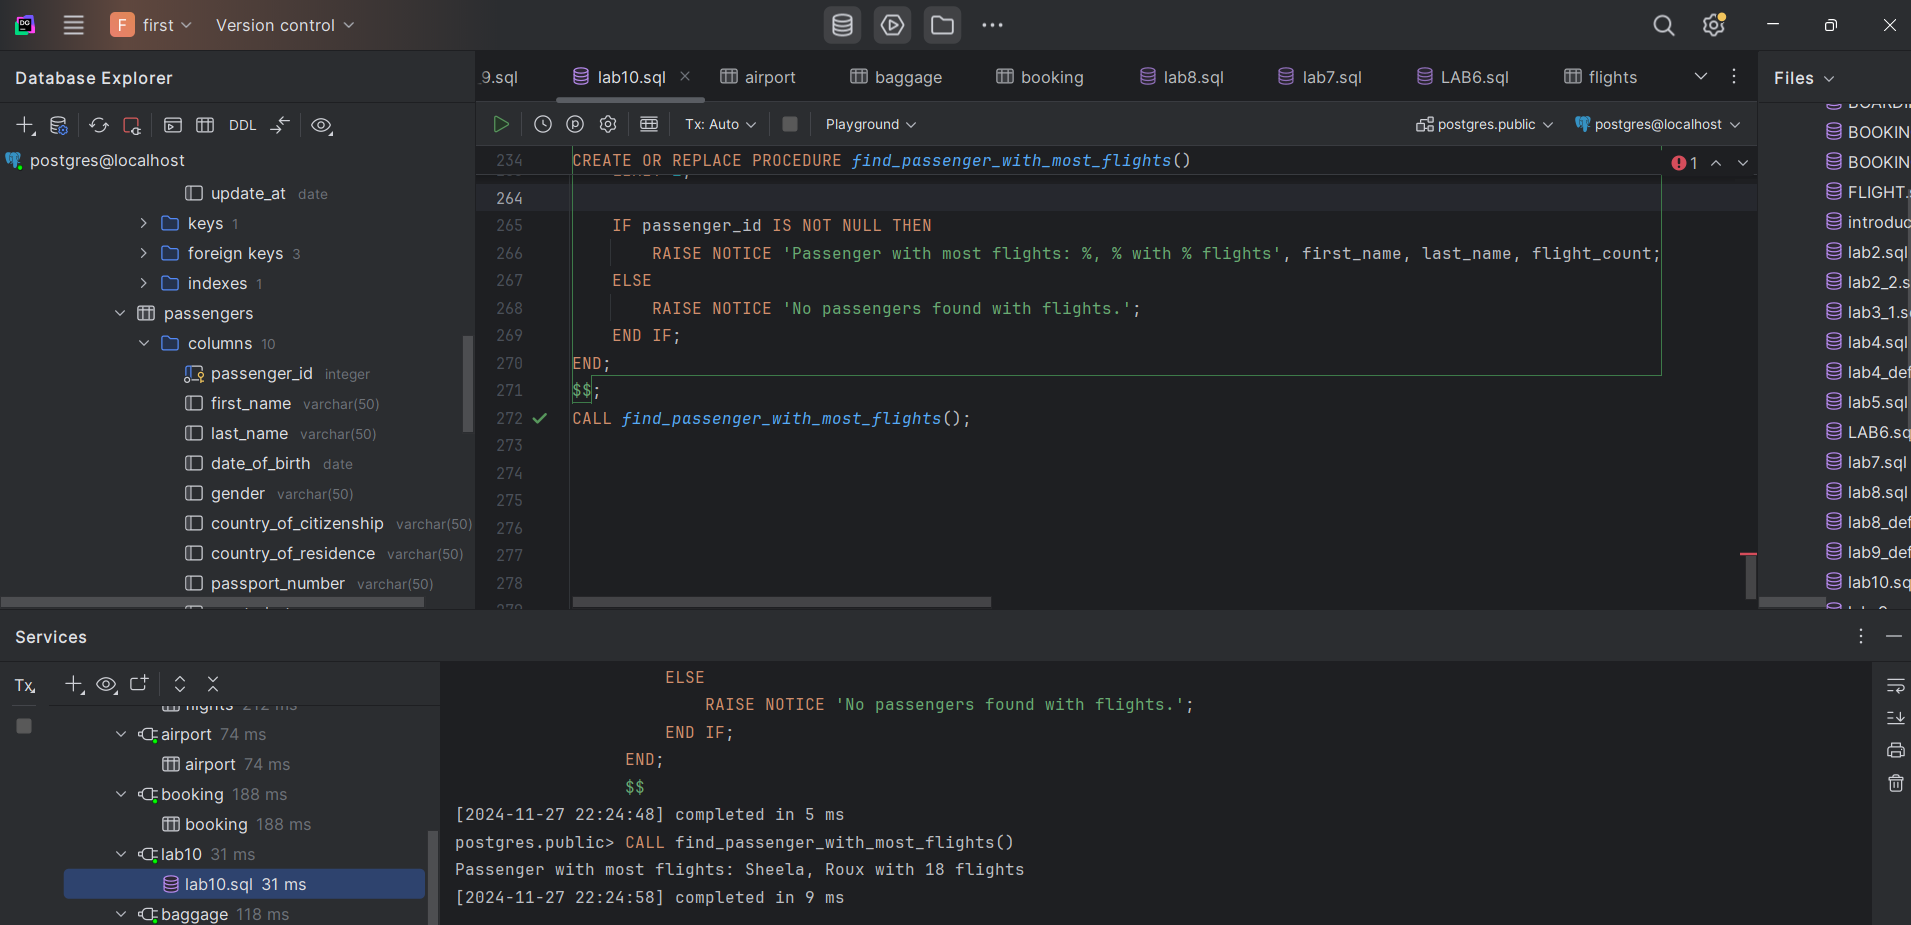 DG
F first
Version control
Database Explorer
9.sql
lab10.sql
airport
baggage
booking
lab8.sql
lab7.sql
LAB6.sql
flights
Files
DDL
Tx: Auto
Playground
postgres.public
postgres@localhost
postgres@localhost
update_at date
keys 1
foreign keys 3
indexes 1
passengers
columns 10
passenger_id integer
first_name varchar(50)
last_name varchar(50)
date_of_birth date
gender varchar(50)
country_of_citizenship varchar(50)
country_of_residence varchar(50)
passport_number varchar(50)
234 CREATE OR REPLACE PROCEDURE find_passenger_with_most_flights()
1
264
265 IF passenger_id IS NOT NULL THEN
266 RAISE NOTICE 'Passenger with most flights: %, % with % flights', first_name, last_name, flight_count;
267 ELSE
268 RAISE NOTICE 'No passengers found with flights.';
269 END IF;
270 END;
271 $$;
272 CALL find_passenger_with_most_flights();
273
274
275
276
277
278
BOOKIN
BOOKIN
FLIGHT.
introduc
lab2.sql
lab2_2.s
lab3_1.s
lab4.sql
lab4_def
lab5.sql
LAB6.sq
lab7.sql
lab8.sql
lab8_def
lab9_def
lab10.sq
Services
Tx
flights 212 ms
airport 74 ms
airport 74 ms
booking 188 ms
booking 188 ms
lab10 31 ms
lab10.sql 31 ms
baggage 118 ms
ELSE
RAISE NOTICE 'No passengers found with flights.';
END IF;
END;
$$
[2024-11-27 22:24:48] completed in 5 ms
postgres.public> CALL find_passenger_with_most_flights()
Passenger with most flights: Sheela, Roux with 18 flights
[2024-11-27 22:24:58] completed in 9 ms